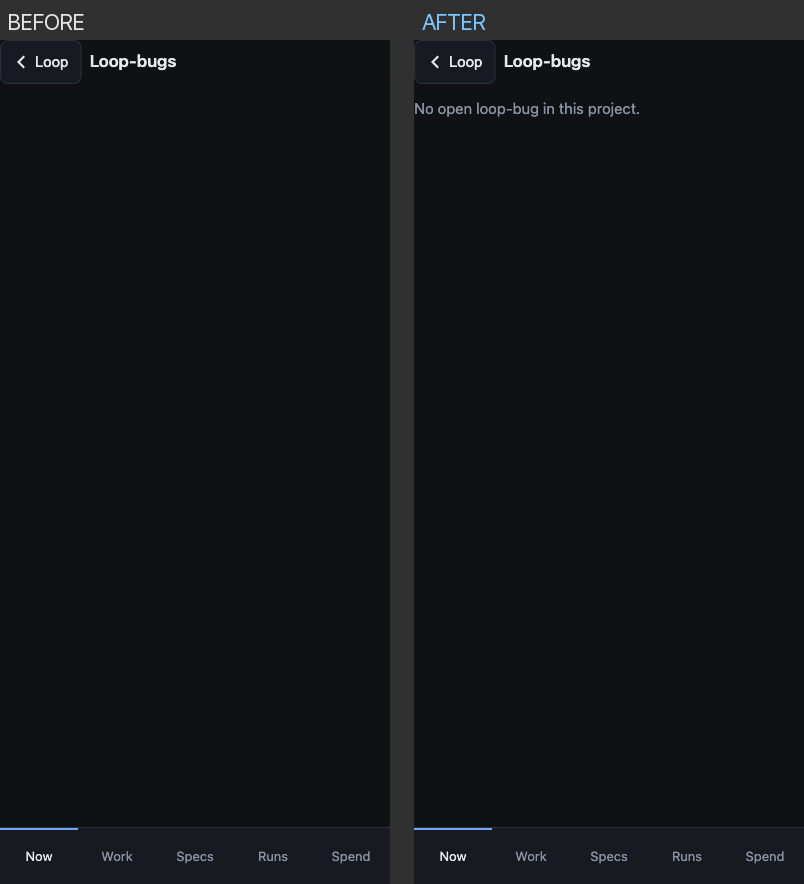 BEFORE
AFTER
Loop
Loop-bugs
Loop
Loop-bugs
No open loop-bug in this project.
Now
Work
Specs
Runs
Spend
Now
Work
Specs
Runs
Spend